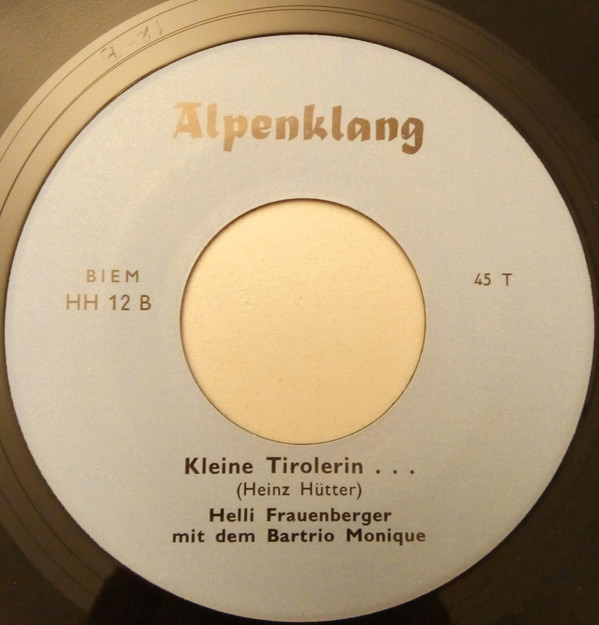 Alpenklang
BIEM
HH 12 B
45 T
Kleine Tirolerin . . .
(Heinz Hütter)
Helli Frauenberger
mit dem Bartrio Monique